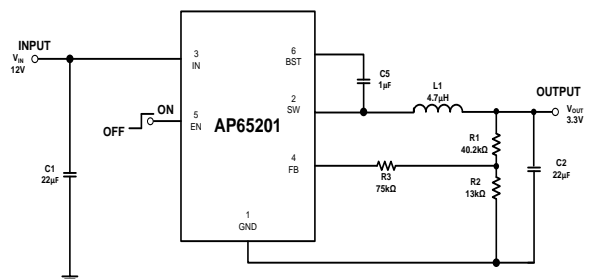 INPUT
VIN
12V
3
IN
6
BST
C5
1μF
L1
4.7μH
OUTPUT
VOUT
3.3V
ON
OFF
5
EN
AP65201
2
SW
R1
40.2kΩ
C1
22μF
4
FB
R3
75kΩ
R2
13kΩ
C2
22μF
1
GND